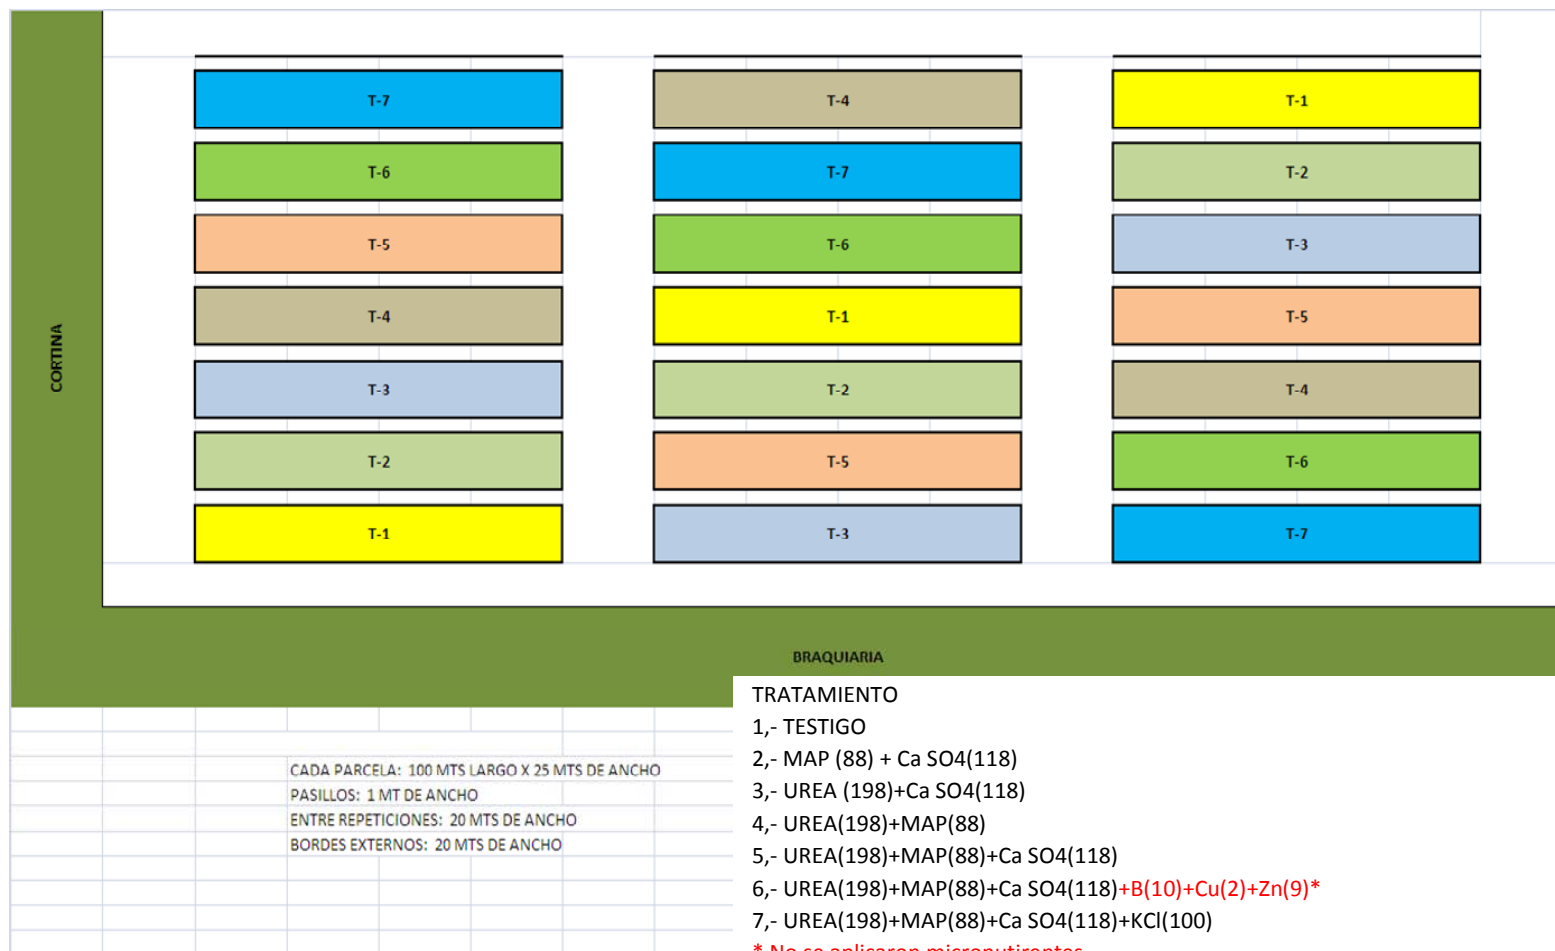 T-7 T-4 T-1
T-6 T-7 T-2
T-5 T-6 T-3
T-4 T-1 T-5
CORTINA
T-3 T-2 T-4
T-2 T-5 T-6
T-1 T-3 T-7
BRAQUIARIA
CADA PARCELA: 100 MTS LARGO X 25 MTS DE ANCHO
PASILLOS: 1 MT DE ANCHO
ENTRE REPETICIONES: 20 MTS DE ANCHO
BORDES EXTERNOS: 20 MTS DE ANCHO
TRATAMIENTO
1,- TESTIGO
2,- MAP (88) + Ca SO4(118)
3,- UREA (198)+Ca SO4(118)
4,- UREA(198)+MAP(88)
5,- UREA(198)+MAP(88)+Ca SO4(118)
6,- UREA(198)+MAP(88)+Ca SO4(118)+B(10)+Cu(2)+Zn(9)*
7,- UREA(198)+MAP(88)+Ca SO4(118)+KCl(100)
* No se aplicaron micronutirentes